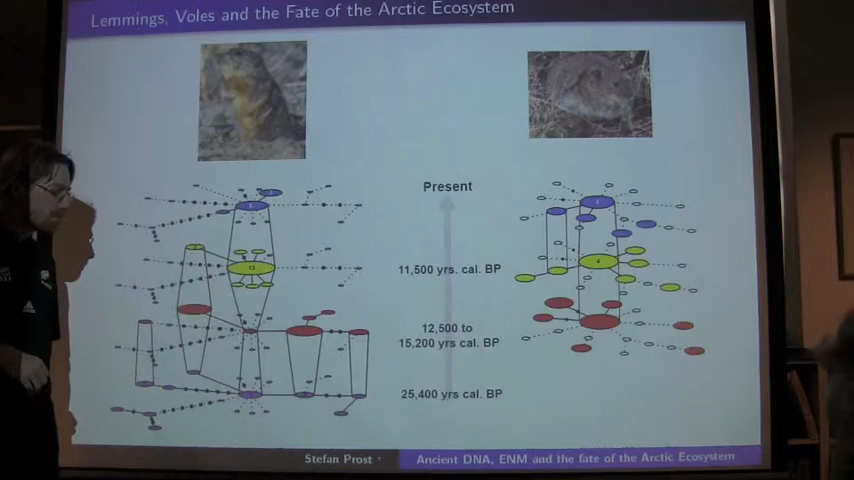 Lemmings, Voles and the Fate of the Arctic Ecosystem
Present
11,500 yrs. cal. BP
12,500 to
15,200 yrs cal. BP
25,400 yrs cal. BP
13
4
Stefan Prost
Ancient DNA, ENM and the fate of the Arctic Ecosystem